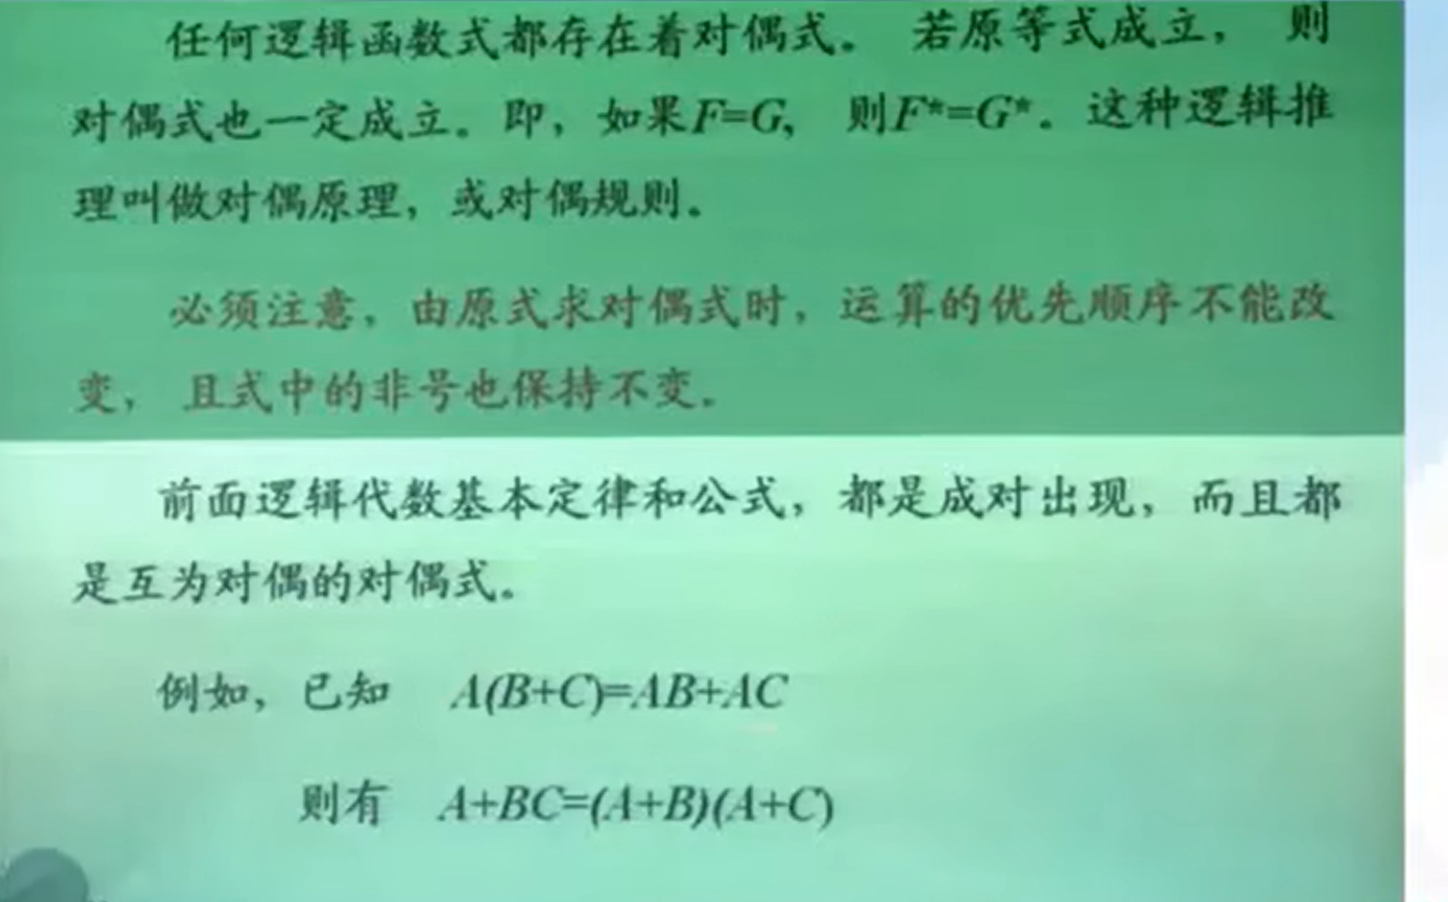 任何逻辑函数式都存在着对偶式。 若原等式成立， 则
对偶式也一定成立。即，如果F=G， 则F*=G*。这种逻辑推
理叫做对偶原理，或对偶规则。
必须注意，由原式求对偶式时，运算的优先顺序不能改
变， 且式中的非号也保持不变。
前面逻辑代数基本定律和公式，都是成对出现，而且都
是互为对偶的对偶式。
例如，已知 A(B+C)=AB+AC
则有 A+BC=(A+B)(A+C)